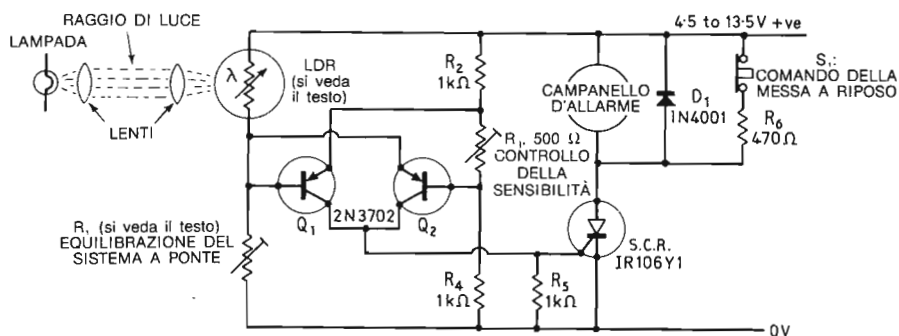 RAGGIO DI LUCE
LAMPADA
LENTI
λ
LDR
(si veda
il testo)
R₂
1kΩ
4·5 to 13·5V +ve
CAMPANELLO
D'ALLARME
D₁
1N4001
S₁:
COMANDO DELLA
MESSA A RIPOSO
R₆
470Ω
R₁, 500 Ω
CONTROLLO
DELLA
SENSIBILITÀ
2N3702
Q₁
Q₂
R, (si veda il testo)
EQUILIBRAZIONE DEL
SISTEMA A PONTE
S.C.R.
IR106Y1
R₄
1kΩ
R₅
1kΩ
0V